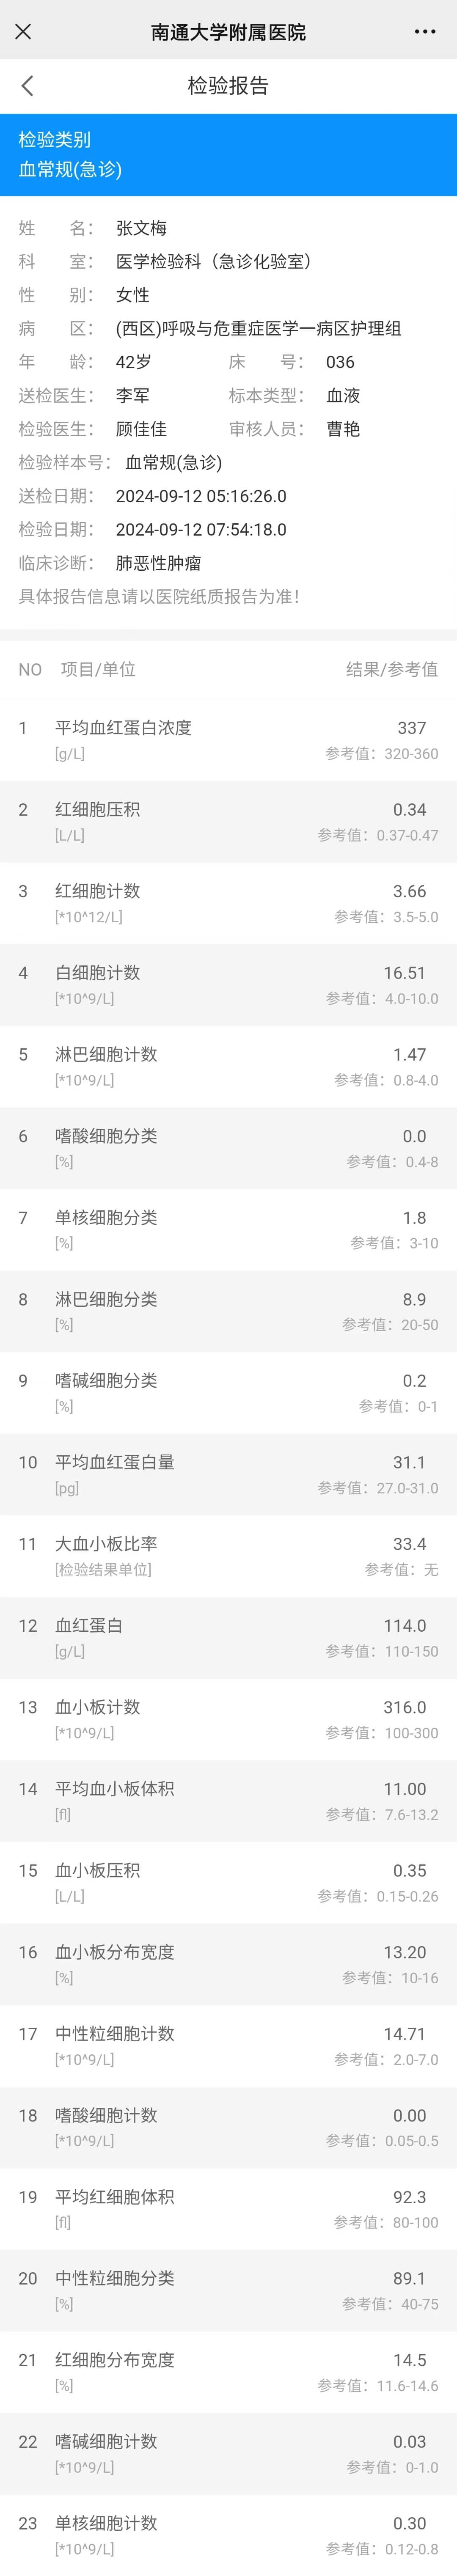 南通大学附属医院
检验报告
检验类别
血常规(急诊)
姓 名： 张文梅
科 室： 医学检验科（急诊化验室）
性 别： 女性
病 区： (西区)呼吸与危重症医学一病区护理组
年 龄： 42岁 床 号： 036
送检医生： 李军 标本类型： 血液
检验医生： 顾佳佳 审核人员： 曹艳
检验样本号： 血常规(急诊)
送检日期： 2024-09-12 05:16:26.0
检验日期： 2024-09-12 07:54:18.0
临床诊断： 肺恶性肿瘤
具体报告信息请以医院纸质报告为准！
NO 项目/单位 结果/参考值
1 平均血红蛋白浓度 337
[g/L] 参考值：320-360
2 红细胞压积 0.34
[L/L] 参考值：0.37-0.47
3 红细胞计数 3.66
[*10^12/L] 参考值：3.5-5.0
4 白细胞计数 16.51
[*10^9/L] 参考值：4.0-10.0
5 淋巴细胞计数 1.47
[*10^9/L] 参考值：0.8-4.0
6 嗜酸细胞分类 0.0
[%] 参考值：0.4-8
7 单核细胞分类 1.8
[%] 参考值：3-10
8 淋巴细胞分类 8.9
[%] 参考值：20-50
9 嗜碱细胞分类 0.2
[%] 参考值：0-1
10 平均血红蛋白量 31.1
[pg] 参考值：27.0-31.0
11 大血小板比率 33.4
[检验结果单位] 参考值：无
12 血红蛋白 114.0
[g/L] 参考值：110-150
13 血小板计数 316.0
[*10^9/L] 参考值：100-300
14 平均血小板体积 11.00
[fl] 参考值：7.6-13.2
15 血小板压积 0.35
[L/L] 参考值：0.15-0.26
16 血小板分布宽度 13.20
[%] 参考值：10-16
17 中性粒细胞计数 14.71
[*10^9/L] 参考值：2.0-7.0
18 嗜酸细胞计数 0.00
[*10^9/L] 参考值：0.05-0.5
19 平均红细胞体积 92.3
[fl] 参考值：80-100
20 中性粒细胞分类 89.1
[%] 参考值：40-75
21 红细胞分布宽度 14.5
[%] 参考值：11.6-14.6
22 嗜碱细胞计数 0.03
[*10^9/L] 参考值：0-1.0
23 单核细胞计数 0.30
[*10^9/L] 参考值：0.12-0.8